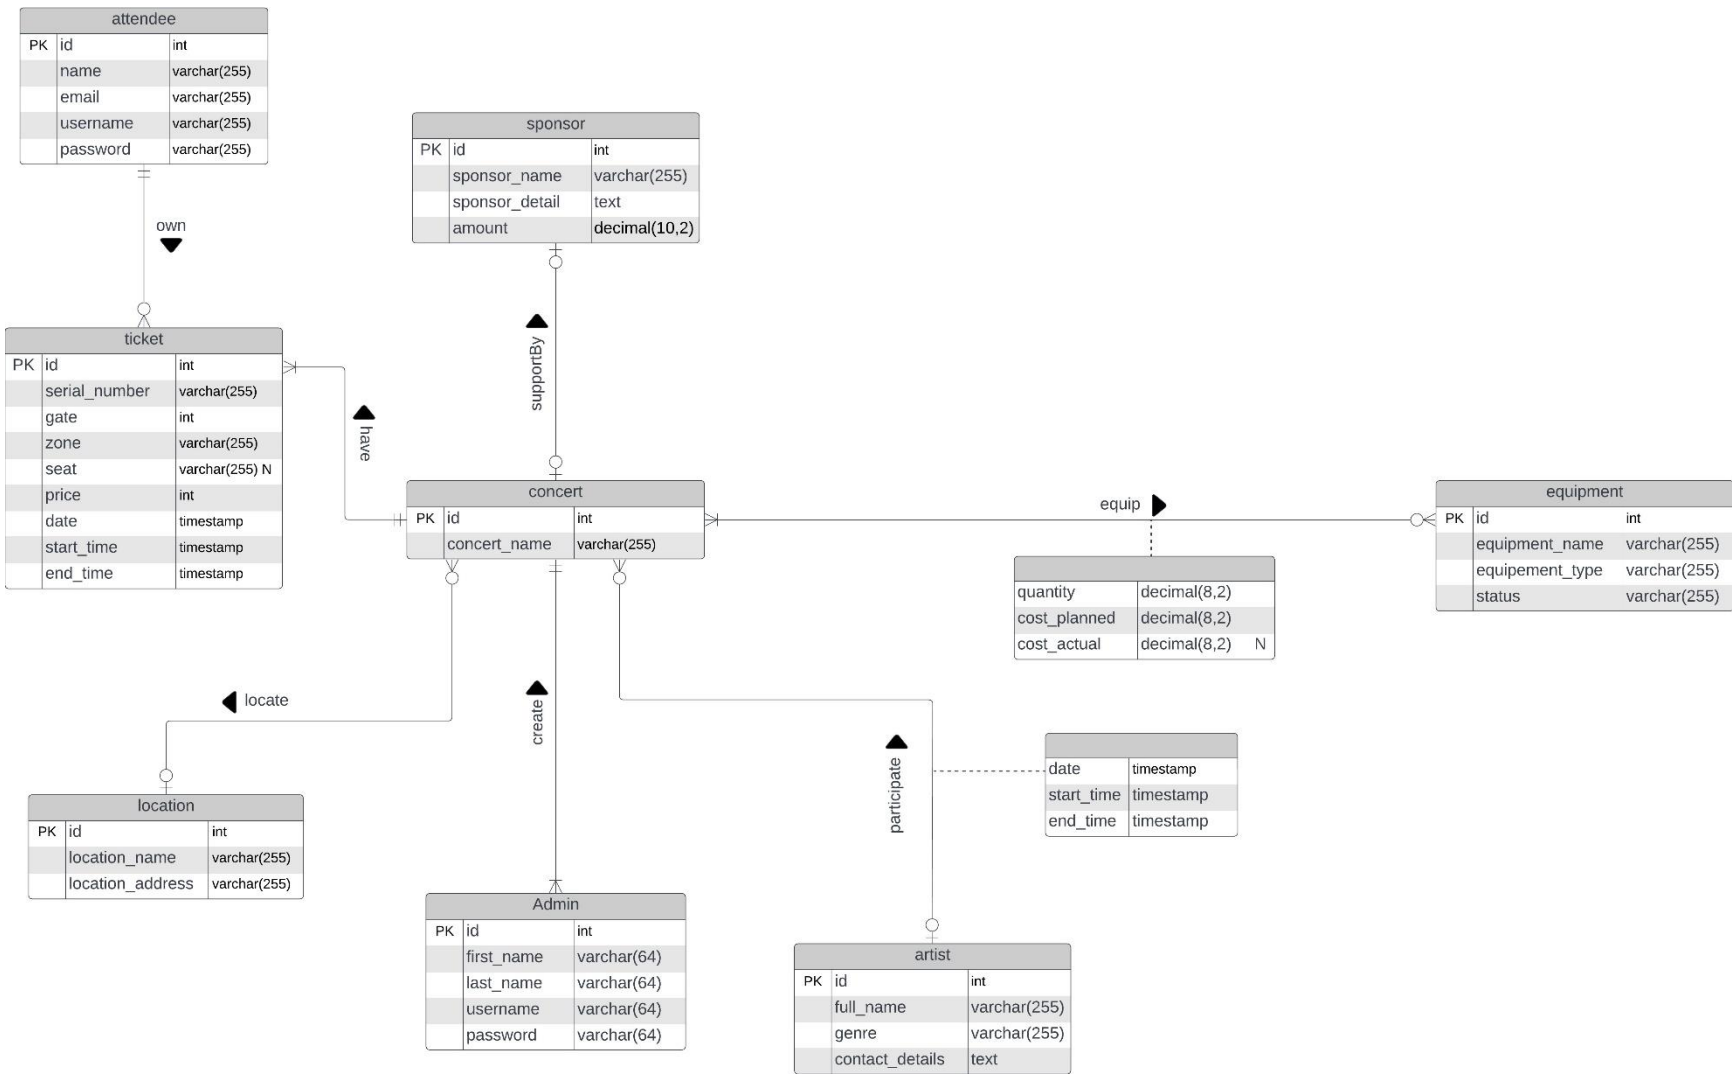 attendee
PK id int
name varchar(255)
email varchar(255)
username varchar(255)
password varchar(255)
own
sponsor
PK id int
sponsor_name varchar(255)
sponsor_detail text
amount decimal(10,2)
supportBy
ticket
PK id int
serial_number varchar(255)
gate int
zone varchar(255)
seat varchar(255) N
price int
date timestamp
start_time timestamp
end_time timestamp
have
concert
PK id int
concert_name varchar(255)
equip
quantity decimal(8,2)
cost_planned decimal(8,2)
cost_actual decimal(8,2) N
equipment
PK id int
equipment_name varchar(255)
equipement_type varchar(255)
status varchar(255)
locate
location
PK id int
location_name varchar(255)
location_address varchar(255)
create
Admin
PK id int
first_name varchar(64)
last_name varchar(64)
username varchar(64)
password varchar(64)
participate
date timestamp
start_time timestamp
end_time timestamp
artist
PK id int
full_name varchar(255)
genre varchar(255)
contact_details text